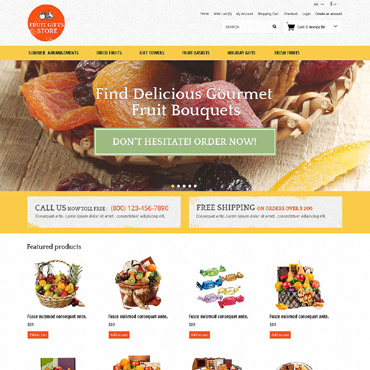 EN $
Home Wish List (0) My Account Shopping Cart Checkout Login Create an account
FRUIT GIFTS
STORE
SEARCH
Cart: 0 item(s) $0
SUMMER ARRANGEMENTS DRIED FRUITS GIFT TOWERS FRUIT BASKETS HOLIDAY GIFTS FRESH FRUITS
Find Delicious Gourmet
Fruit Bouquets
DON'T HESITATE! ORDER NOW!
CALL US NOW TOLL FREE: (800) 123-456-7890
Consequat ante. Lorem ipsum dolor sit amet, consectetuer adipiscing elit.
FREE SHIPPING ON ORDERS OVER $ 300
Consequat ante. Lorem ipsum dolor sit amet, consectetuer adipiscing elit.
Featured products
Fusce euismod consequat ante.
Fusce euismod consequat ante.
Fusce euismod consequat ante.
Fusce euismod consequat ante.
Add to cart
Add to cart
Add to cart
Add to cart